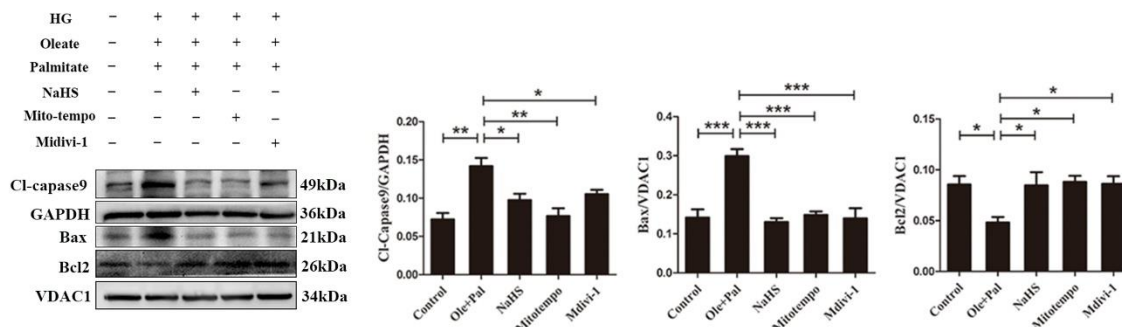 HG - + + + +
Oleate - + + + +
Palmitate - + + + +
NaHS - - + - -
Mito-tempo - - - + -
Midivi-1 - - - - +
Cl-capase9 49kDa
GAPDH 36kDa
Bax 21kDa
Bcl2 26kDa
VDAC1 34kDa
Cl-Capase9/GAPDH
0.20
0.15
0.10
0.05
0.00
*
**
** *
Control Ole+Pal NaHS Mitotempo Mdivi-1
Bax/VDAC1
0.4
0.3
0.2
0.1
0.0
***
***
*** ***
Control Ole+Pal NaHS Mitotempo Mdivi-1
Bcl2/VDAC1
0.15
0.10
0.05
0.00
*
*
* *
Control Ole+Pal NaHS Mitotempo Mdivi-1